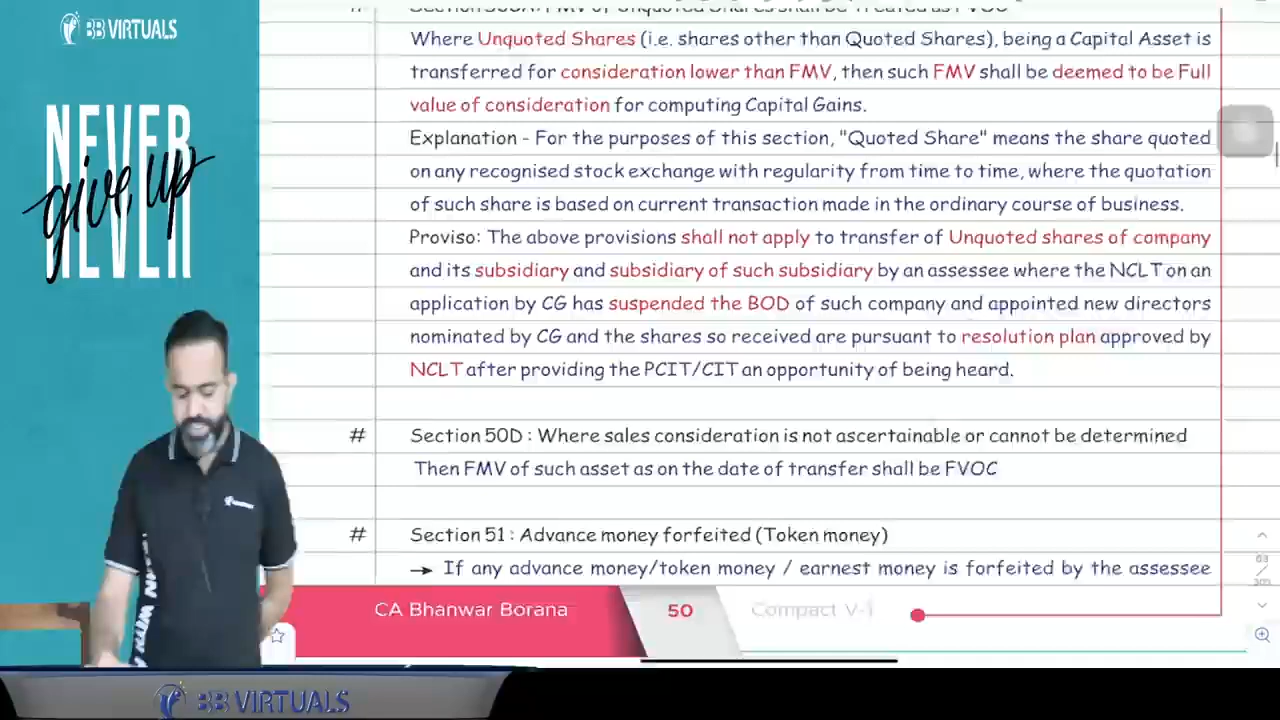 BB VIRTUALS
NEVER
give up
NEVER
Where Unquoted Shares (i.e. shares other than Quoted Shares), being a Capital Asset is
transferred for consideration lower than FMV, then such FMV shall be deemed to be Full
value of consideration for computing Capital Gains.
Explanation - For the purposes of this section, "Quoted Share" means the share quoted
on any recognised stock exchange with regularity from time to time, where the quotation
of such share is based on current transaction made in the ordinary course of business.
Proviso: The above provisions shall not apply to transfer of Unquoted shares of company
and its subsidiary and subsidiary of such subsidiary by an assessee where the NCLT on an
application by CG has suspended the BOD of such company and appointed new directors
nominated by CG and the shares so received are pursuant to resolution plan approved by
NCLT after providing the PCIT/CIT an opportunity of being heard.
# Section 50D : Where sales consideration is not ascertainable or cannot be determined
Then FMV of such asset as on the date of transfer shall be FVOC
# Section 51 : Advance money forfeited (Token money)
→ If any advance money/token money / earnest money is forfeited by the assessee
CA Bhanwar Borana 50 Compact V-1
BB VIRTUALS